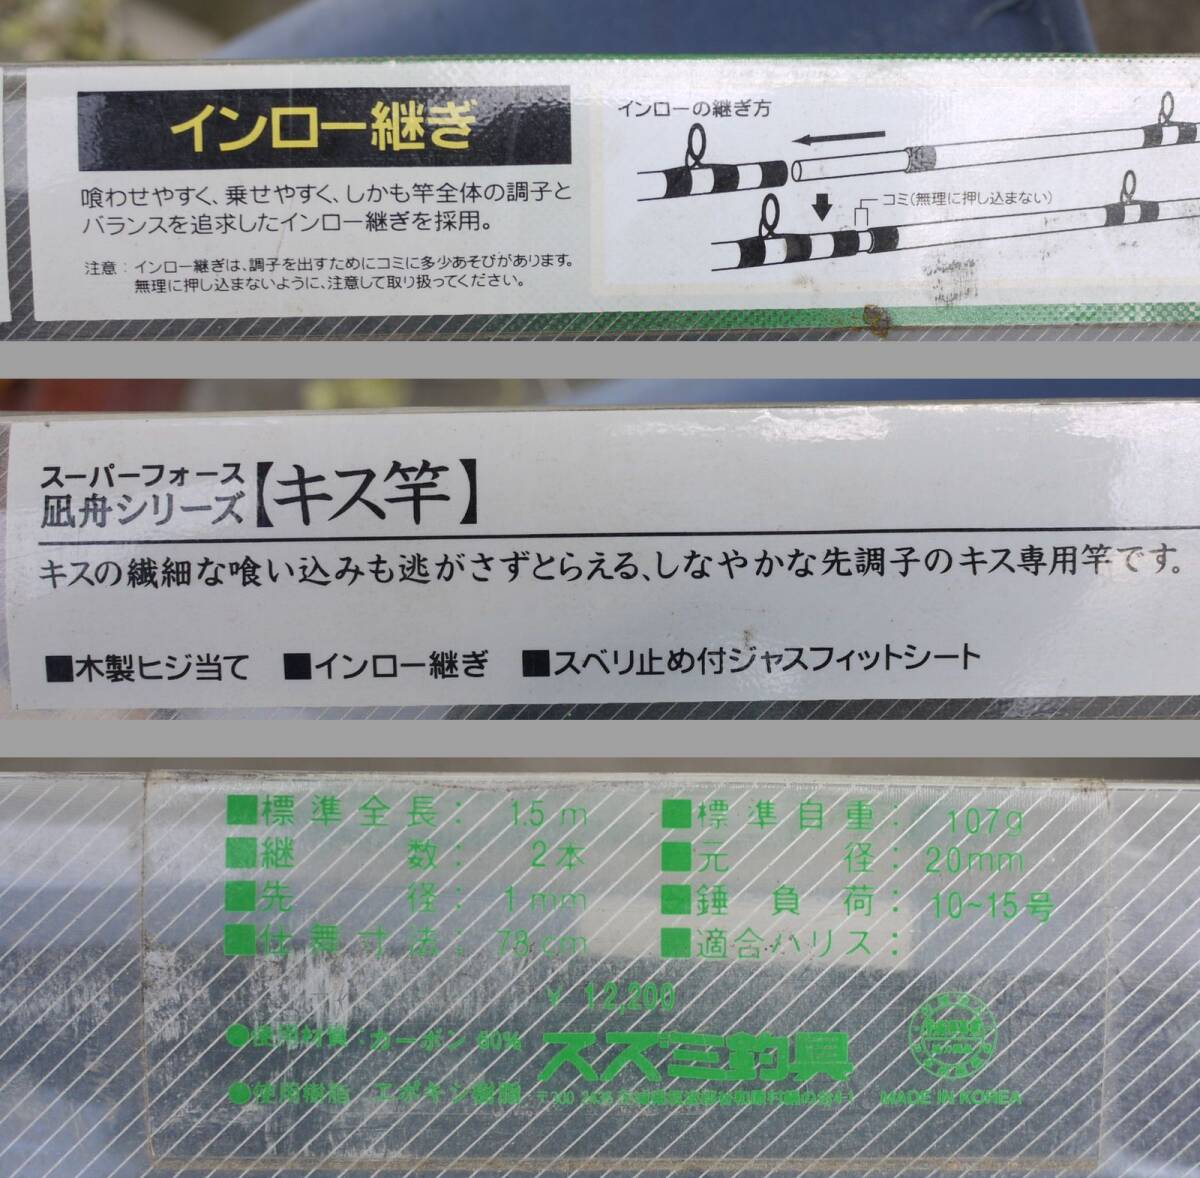 インロー継ぎ
喰わせやすく、乗せやすく、しかも竿全体の調子と
バランスを追求したインロー継ぎを採用。
注意：インロー継ぎは、調子を出すためにコミに多少あそびがあります。
無理に押し込まないように、注意して取り扱ってください。
インローの継ぎ方
コミ(無理に押し込まない)
スーパーフォース
凪舟シリーズ【キス竿】
キスの繊細な喰い込みも逃がさずとらえる、しなやかな先調子のキス専用竿です。
■木製ヒジ当て ■インロー継ぎ ■スベリ止め付ジャスフィットシート
■標準全長： 1.5m ■標準自重： 107g
■継数： 2本 ■元径： 20mm
■先径： 1mm ■錘負荷： 10~15号
■仕舞寸法： 78cm ■適合ハリス：
¥ 12,200
●使用材質：カーボン 60%
スズミ釣具
●使用樹脂 エポキシ樹脂
MADE IN KOREA